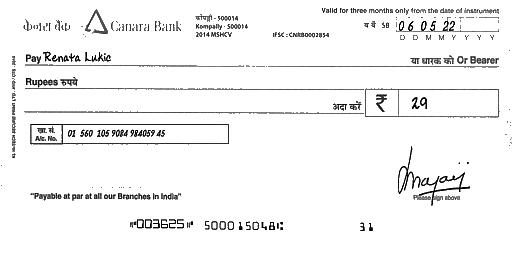 केनरा बैंक Canara Bank
कोंपल्ली - 500014
Kompally - 500014
2014 MSHCV
IFSC : CNRB0002854
Valid for three months only from the date of instrument
SB 06 05 22
D D M M Y Y Y Y
Pay Renata Lukic या धारक को Or Bearer
Rupees रुपये
अदा करें ₹ 29
खा. सं.
A/c. No. 01 560 105 9084 984059 45
"Payable at par at all our Branches in India"
Please sign above
⑈003625⑈ 500015048⑆ 31